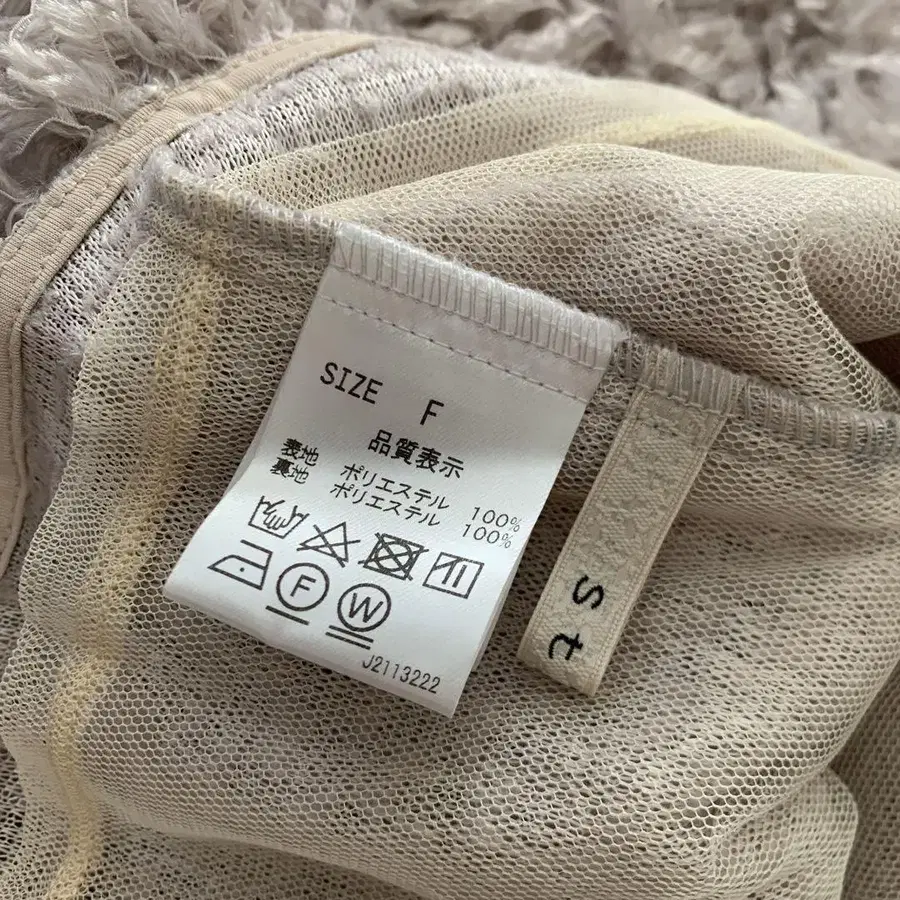 SIZE F
品質表示
表地 ポリエステル 100%
裏地 ポリエステル 100%
F W
J2113222
st